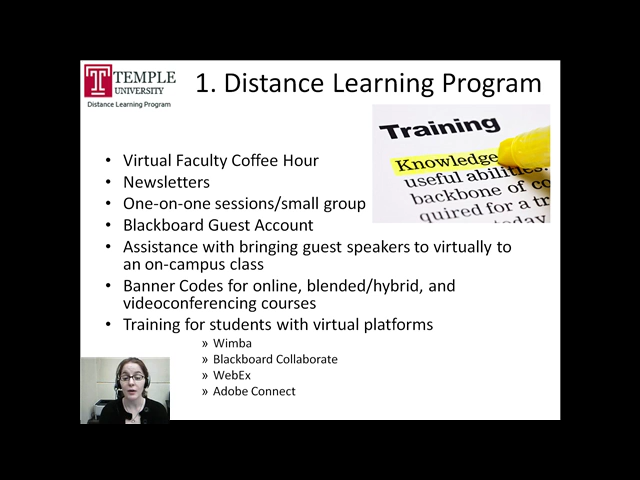 TEMPLE
UNIVERSITY
Distance Learning Program
1. Distance Learning Program
Training
Knowledge
useful abilities.
backbone of co
quired for a tr
today
• Virtual Faculty Coffee Hour
• Newsletters
• One-on-one sessions/small group
• Blackboard Guest Account
• Assistance with bringing guest speakers to virtually to
an on-campus class
• Banner Codes for online, blended/hybrid, and
videoconferencing courses
• Training for students with virtual platforms
» Wimba
» Blackboard Collaborate
» WebEx
» Adobe Connect